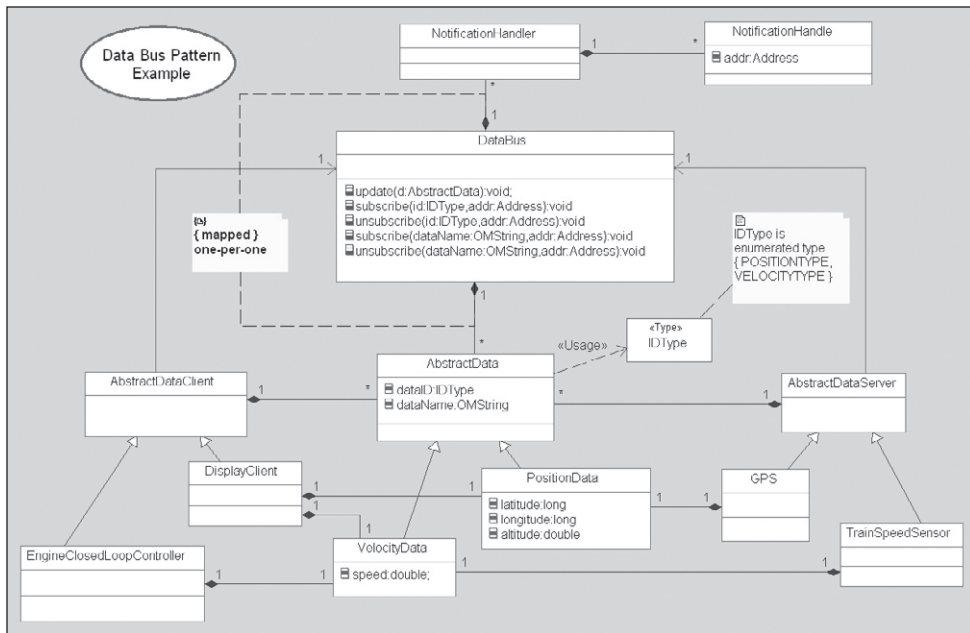 Data Bus Pattern
Example
NotificationHandler
1
*
NotificationHandle
addr:Address
*
1
1
DataBus
1
update(d:AbstractData):void;
subscribe(id:IDType,addr:Address):void
unsubscribe(id:IDType,addr:Address):void
subscribe(dataName:OMString,addr:Address):void
unsubscribe(dataName:OMString,addr:Address):void
{ mapped }
one-per-one
IDType is
enumerated type
{ POSITIONTYPE,
VELOCITYTYPE }
1
*
«Usage»
«Type»
IDType
AbstractDataClient
1
*
AbstractData
dataID:IDType
dataName:OMString
*
1
AbstractDataServer
DisplayClient
1
1
1
1
PositionData
latitude:long
longitude:long
altitude:double
1
1
GPS
EngineClosedLoopController
1
1
VelocityData
speed:double;
1
1
TrainSpeedSensor